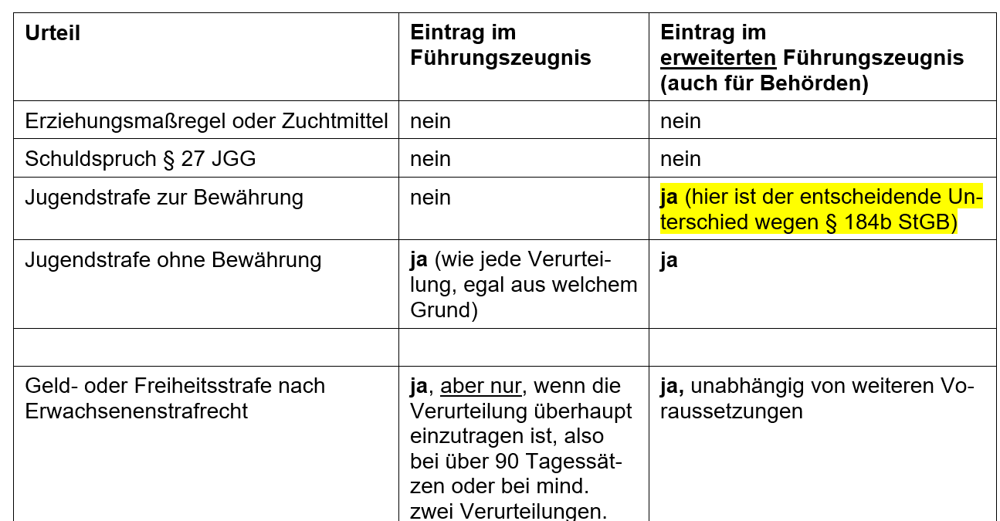 Urteil
Eintrag im
Führungszeugnis
Eintrag im
erweiterten Führungszeugnis
(auch für Behörden)
Erziehungsmaßregel oder Zuchtmittel
nein
nein
Schuldspruch § 27 JGG
nein
nein
Jugendstrafe zur Bewährung
nein
ja (hier ist der entscheidende Un-
terschied wegen § 184b StGB)
Jugendstrafe ohne Bewährung
ja (wie jede Verurtei-
lung, egal aus welchem
Grund)
ja
Geld- oder Freiheitsstrafe nach
Erwachsenenstrafrecht
ja, aber nur, wenn die
Verurteilung überhaupt
einzutragen ist, also
bei über 90 Tagessät-
zen oder bei mind.
zwei Verurteilungen.
ja, unabhängig von weiteren Vo-
raussetzungen